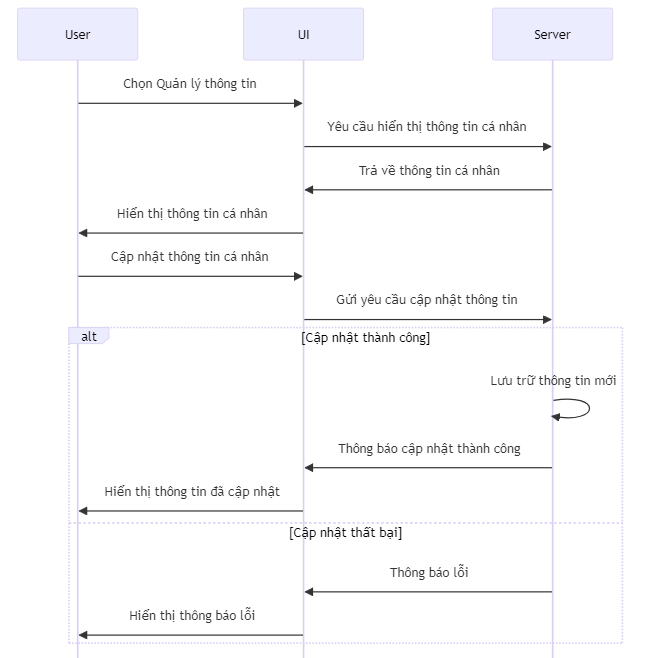 User
UI
Server
Chọn Quản lý thông tin
Yêu cầu hiển thị thông tin cá nhân
Trả về thông tin cá nhân
Hiển thị thông tin cá nhân
Cập nhật thông tin cá nhân
Gửi yêu cầu cập nhật thông tin
alt
[Cập nhật thành công]
Lưu trữ thông tin mới
Thông báo cập nhật thành công
Hiển thị thông tin đã cập nhật
[Cập nhật thất bại]
Thông báo lỗi
Hiển thị thông báo lỗi